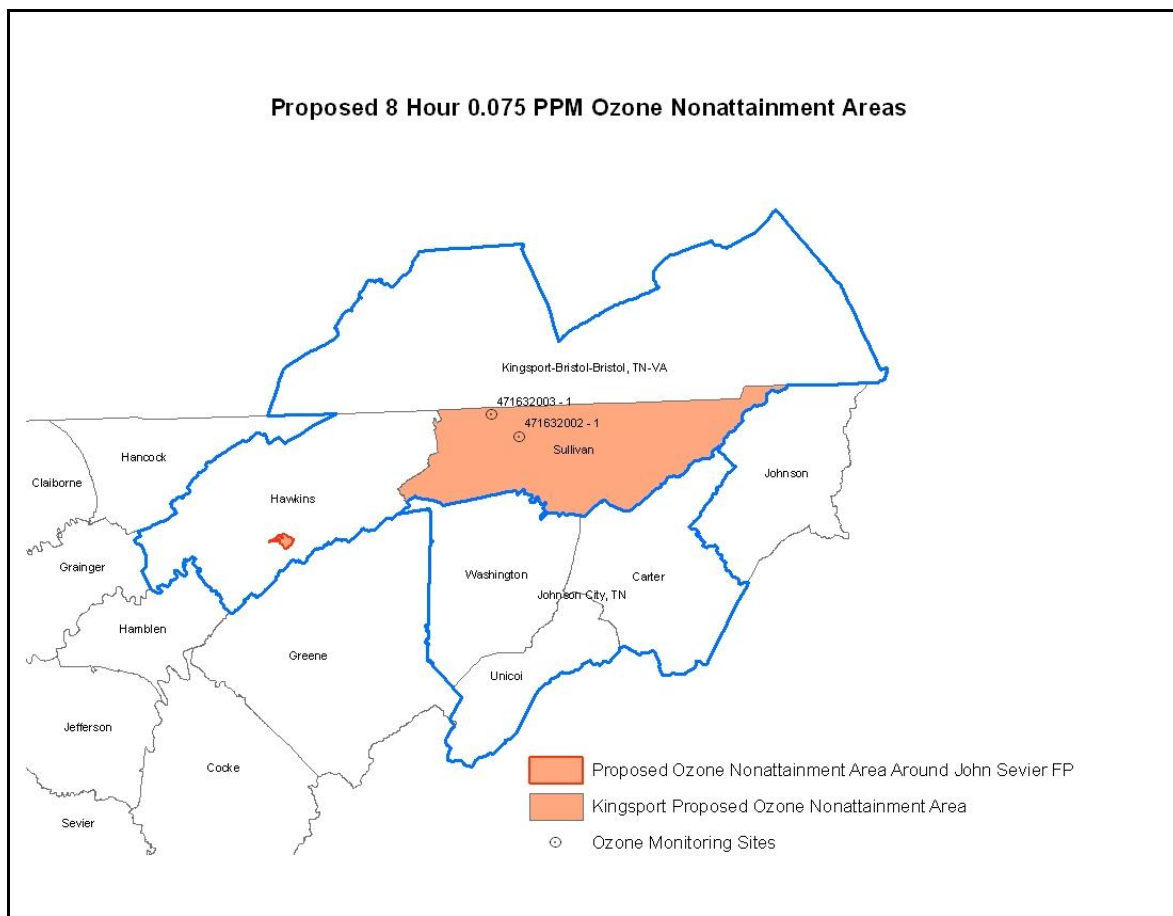 Proposed 8 Hour 0.075 PPM Ozone Nonattainment Areas
Kingsport-Bristol-Bristol, TN-VA
471632003 - 1
471632002 - 1
Sullivan
Hancock
Claiborne
Johnson
Hawkins
Grainger
Washington
Carter
Johnson City, TN
Hamblen
Greene
Unicoi
Jefferson
Cocke
Sevier
Proposed Ozone Nonattainment Area Around John Sevier FP
Kingsport Proposed Ozone Nonattainment Area
Ozone Monitoring Sites